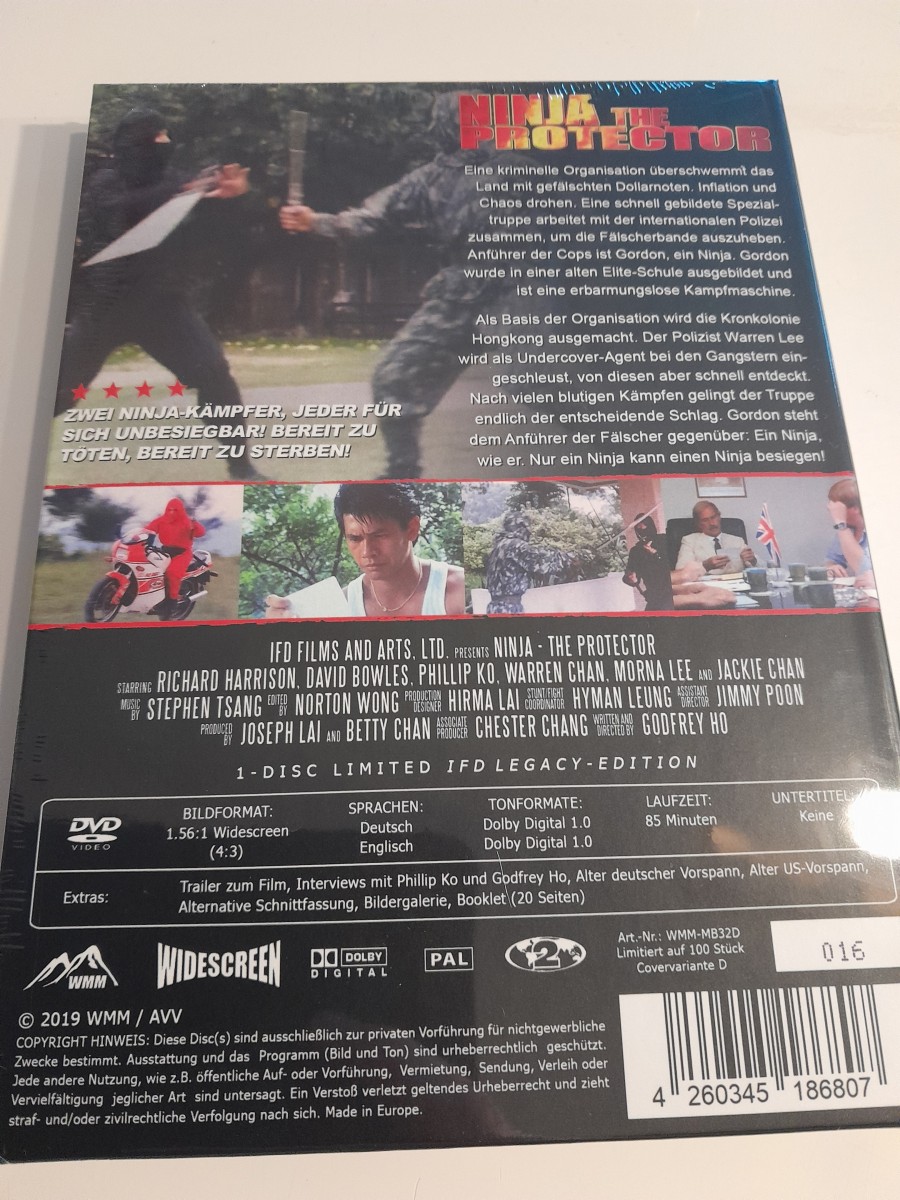 NINJA THE
PROTECTOR
Eine kriminelle Organisation überschwemmt das
Land mit gefälschten Dollarnoten. Inflation und
Chaos drohen. Eine schnell gebildete Spezial-
truppe arbeitet mit der internationalen Polizei
zusammen, um die Fälscherbande auszuheben.
Anführer der Cops ist Gordon, ein Ninja. Gordon
wurde in einer alten Elite-Schule ausgebildet und
ist eine erbarmungslose Kampfmaschine.
Als Basis der Organisation wird die Kronkolonie
Hongkong ausgemacht. Der Polizist Warren Lee
wird als Undercover-Agent bei den Gangstern ein-
geschleust, von diesen aber schnell entdeckt.
Nach vielen blutigen Kämpfen gelingt der Truppe
endlich der entscheidende Schlag. Gordon steht
dem Anführer der Fälscher gegenüber: Ein Ninja,
wie er. Nur ein Ninja kann einen Ninja besiegen!
ZWEI NINJA-KÄMPFER, JEDER FÜR
SICH UNBESIEGBAR! BEREIT ZU
TÖTEN, BEREIT ZU STERBEN!
IFD FILMS AND ARTS, LTD. PRESENTS NINJA - THE PROTECTOR
STARRING RICHARD HARRISON, DAVID BOWLES, PHILLIP KO, WARREN CHAN, MORNA LEE AND JACKIE CHAN
MUSIC BY STEPHEN TSANG EDITED BY NORTON WONG PRODUCTION DESIGNER HIRMA LAI STUNT/FIGHT COORDINATOR HYMAN LEUNG ASSISTANT DIRECTOR JIMMY POON
PRODUCED BY JOSEPH LAI AND BETTY CHAN ASSOCIATE PRODUCER CHESTER CHANG WRITTEN AND DIRECTED BY GODFREY HO
1-DISC LIMITED IFD LEGACY-EDITION
DVD
VIDEO
BILDFORMAT:
1.56:1 Widescreen
(4:3)
SPRACHEN:
Deutsch
Englisch
TONFORMATE:
Dolby Digital 1.0
Dolby Digital 1.0
LAUFZEIT:
85 Minuten
UNTERTITEL:
Keine
Extras:
Trailer zum Film, Interviews mit Phillip Ko und Godfrey Ho, Alter deutscher Vorspann, Alter US-Vorspann,
Alternative Schnittfassung, Bildergalerie, Booklet (20 Seiten)
WMM
WIDESCREEN
DOLBY
DIGITAL
PAL
2
Art.-Nr.: WMM-MB32D
Limitiert auf 100 Stück
Covervariante D
016
© 2019 WMM / AVV
COPYRIGHT HINWEIS: Diese Disc(s) sind ausschließlich zur privaten Vorführung für nichtgewerbliche
Zwecke bestimmt. Ausstattung und das Programm (Bild und Ton) sind urheberrechtlich geschützt.
Jede andere Nutzung, wie z.B. öffentliche Auf- oder Vorführung, Vermietung, Sendung, Verleih oder
Vervielfältigung jeglicher Art sind untersagt. Ein Verstoß verletzt geltendes Urheberrecht und zieht
straf- und/oder zivilrechtliche Verfolgung nach sich. Made in Europe.
4 260345 186807